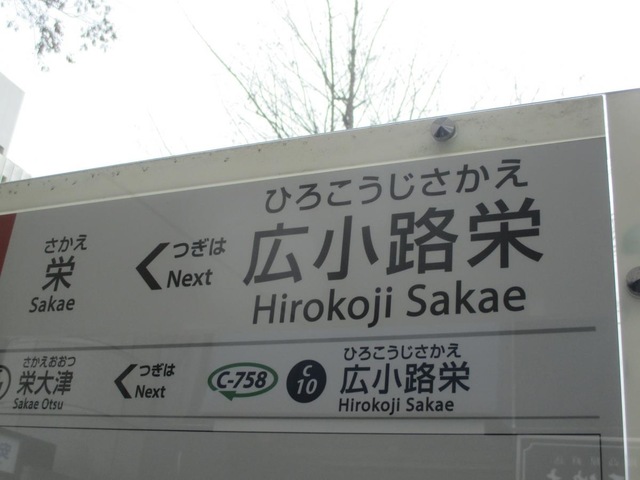 さかえ
栄
Sakae
つぎは
Next
ひろこうじさかえ
広小路栄
Hirokoji Sakae
さかえおおつ
栄大津
Sakae Otsu
つぎは
Next
C-758
C
10
ひろこうじさかえ
広小路栄
Hirokoji Sakae